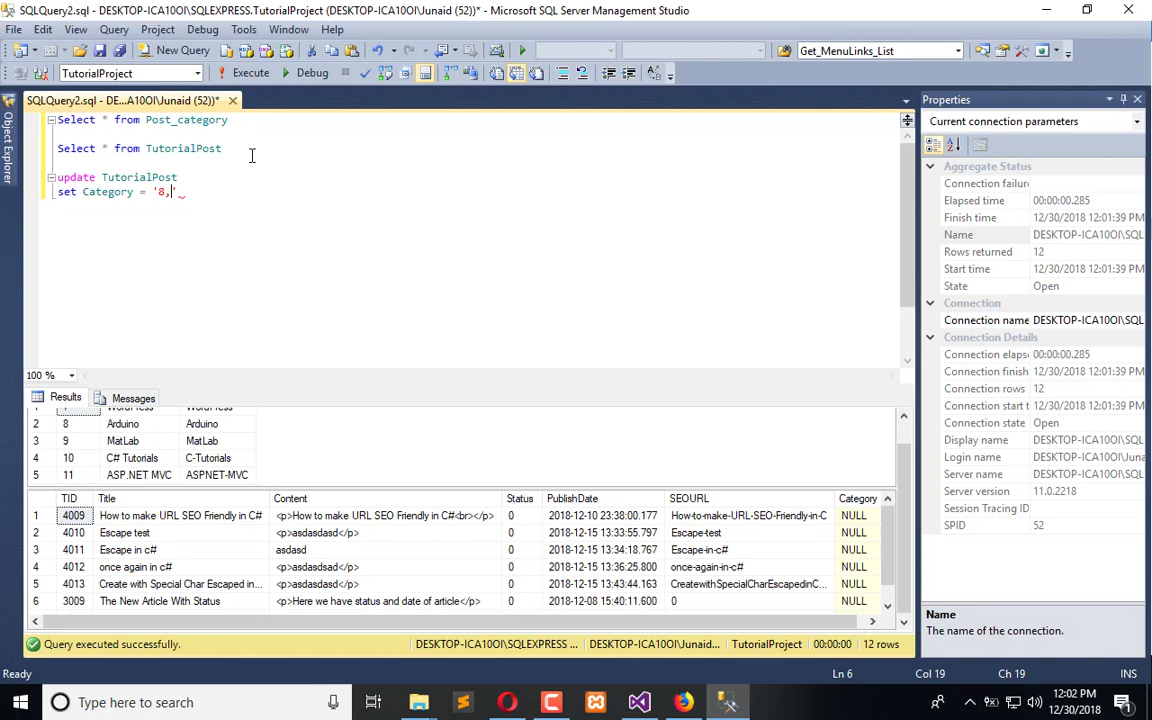 SQLQuery2.sql - DESKTOP-ICA10OI\SQLEXPRESS.TutorialProject (DESKTOP-ICA10OI\Junaid (52))* - Microsoft SQL Server Management Studio
File Edit View Query Project Debug Tools Window Help
New Query Get_MenuLinks_List
TutorialProject Execute Debug
Object Explorer
SQLQuery2.sql - DE...A10OI\Junaid (52))*
Select * from Post_category
Select * from TutorialPost
update TutorialPost
set Category = '8,'
100 %
Results Messages
2 8 Arduino Arduino
3 9 MatLab MatLab
4 10 C# Tutorials C-Tutorials
5 11 ASP.NET MVC ASPNET-MVC
TID Title Content Status PublishDate SEOURL Category
1 4009 How to make URL SEO Friendly in C# <p>How to make URL SEO Friendly in C#<br></p> 0 2018-12-10 23:38:00.177 How-to-make-URL-SEO-Friendly-in-C NULL
2 4010 Escape test <p>asdasdasd</p> 0 2018-12-15 13:33:55.797 Escape-test NULL
3 4011 Escape in c# asdasd 0 2018-12-15 13:34:18.767 Escape-in-c# NULL
4 4012 once again in c# <p>asdasdasd</p> 0 2018-12-15 13:36:25.800 once-again-in-c# NULL
5 4013 Create with Special Char Escaped in... <p>asdasdasdasdasd</p> 0 2018-12-15 13:43:44.163 CreatewithSpecialCharEscapedinC... NULL
6 3009 The New Article With Status <p>Here we have status and date of article</p> 0 2018-12-08 15:40:11.600 0 NULL
Query executed successfully. DESKTOP-ICA10OI\SQLEXPRESS ... DESKTOP-ICA10OI\Junaid... TutorialProject 00:00:00 12 rows
Properties
Current connection parameters
Aggregate Status
Connection failure
Elapsed time 00:00:00.285
Finish time 12/30/2018 12:01:39 PM
Name DESKTOP-ICA10OI\SQL
Rows returned 12
Start time 12/30/2018 12:01:39 PM
State Open
Connection
Connection name DESKTOP-ICA10OI\SQL
Connection Details
Connection elaps 00:00:00.285
Connection finish 12/30/2018 12:01:39 PM
Connection rows 12
Connection start t 12/30/2018 12:01:39 PM
Connection state Open
Display name DESKTOP-ICA10OI\SQL
Login name DESKTOP-ICA10OI\Juna
Server name DESKTOP-ICA10OI\SQL
Server version 11.0.2218
Session Tracing ID
SPID 52
Name
The name of the connection.
Ready Ln 6 Col 19 Ch 19 INS
Type here to search
12:02 PM
12/30/2018
1